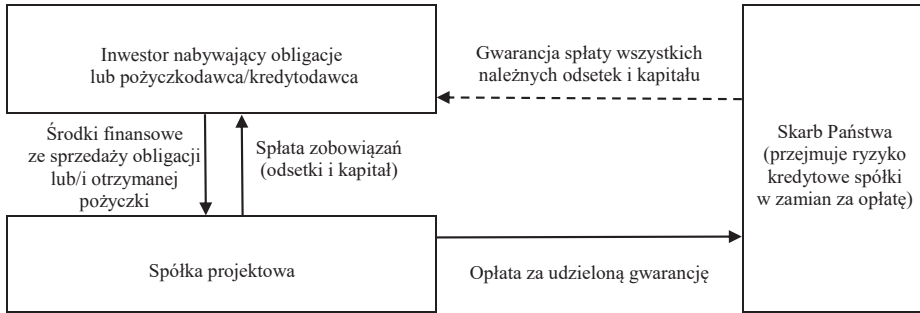 Inwestor nabywający obligacje
lub pożyczkodawca/kredytodawca
Gwarancja spłaty wszystkich
należnych odsetek i kapitału
Środki finansowe
ze sprzedaży obligacji
lub/i otrzymanej
pożyczki
Spłata zobowiązań
(odsetki i kapitał)
Skarb Państwa
(przejmuje ryzyko
kredytowe spółki
w zamian za opłatę)
Spółka projektowa
Opłata za udzieloną gwarancję